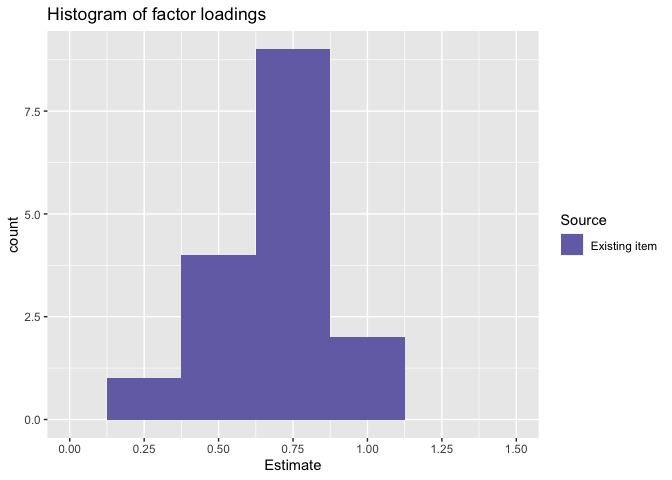 Histogram of factor loadings
7.5
5.0
2.5
0.0
count
0.00 0.25 0.50 0.75 1.00 1.25 1.50
Estimate
Source
Existing item